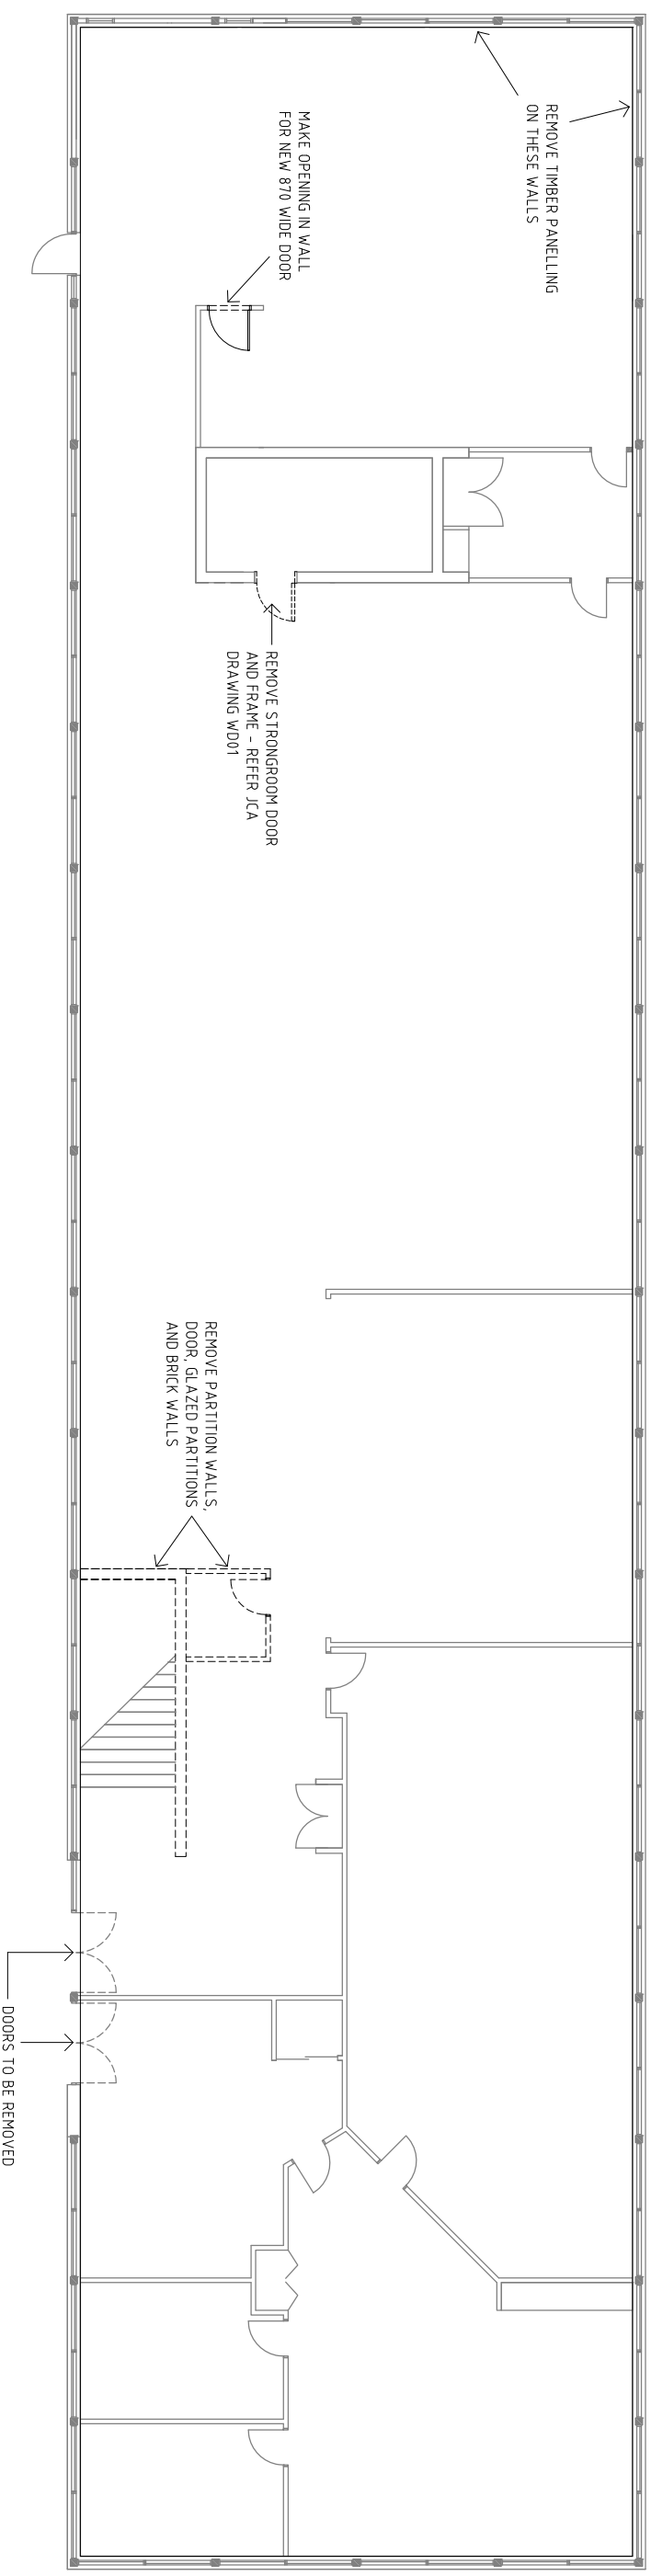 REMOVE TIMBER PANELLING
ON THESE WALLS
MAKE OPENING IN WALL
FOR NEW 870 WIDE DOOR
REMOVE STRONGROOM DOOR
AND FRAME - REFER JCA
DRAWING WD01
REMOVE PARTITION WALLS,
DOOR, GLAZED PARTITIONS
AND BRICK WALLS
DOORS TO BE REMOVED